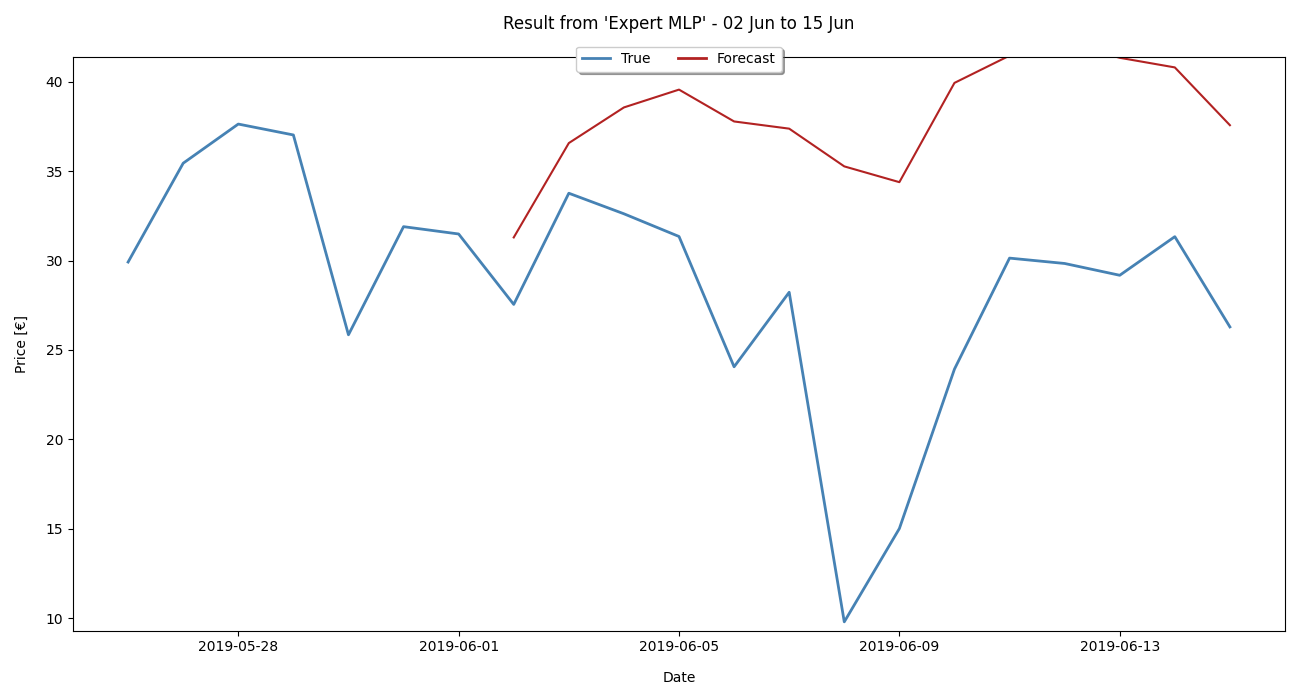 Result from 'Expert MLP' - 02 Jun to 15 Jun
True Forecast
40
35
30
25
20
15
10
Price [€]
2019-05-28 2019-06-01 2019-06-05 2019-06-09 2019-06-13
Date